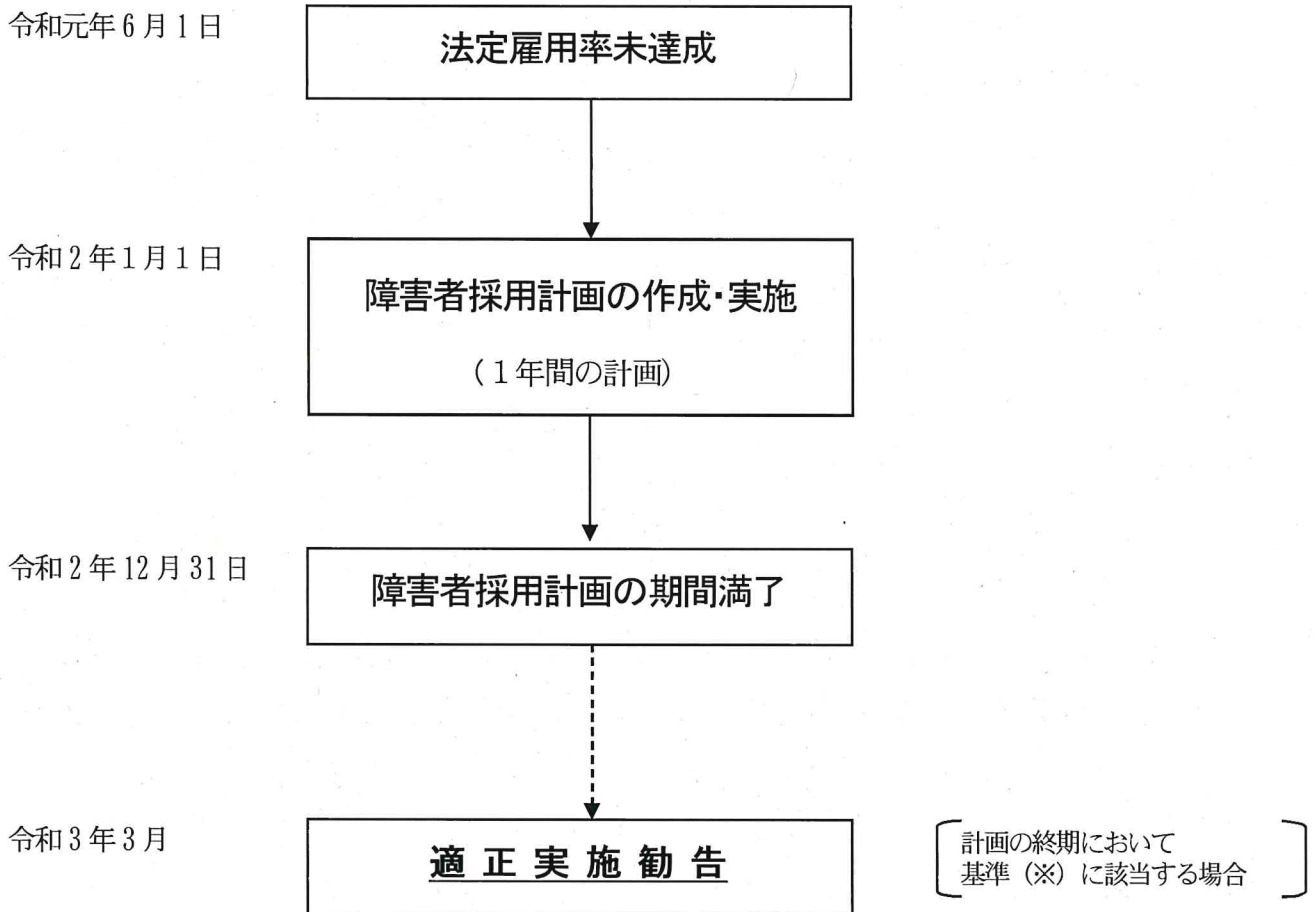 令和元年6月1日
法定雇用率未達成
令和2年1月1日
障害者採用計画の作成・実施
(１年間の計画)
令和2年12月31日
障害者採用計画の期間満了
令和3年3月
適正実施勧告
計画の終期において
基準（※）に該当する場合